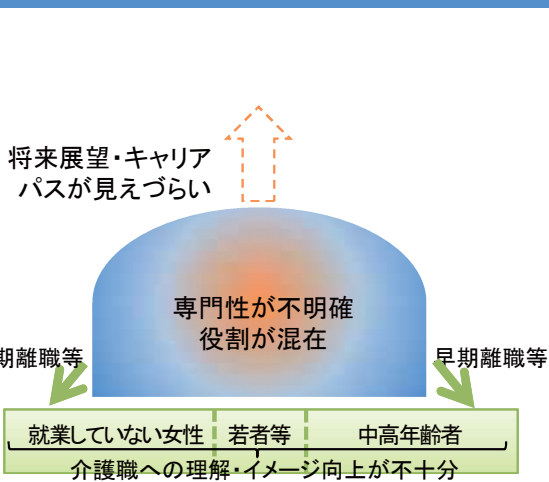 将来展望・キャリア
パスが見えづらい
専門性が不明確
役割が混在
期離職等
早期離職等
就業していない女性
若者等
中高年齢者
介護職への理解・イメージ向上が不十分